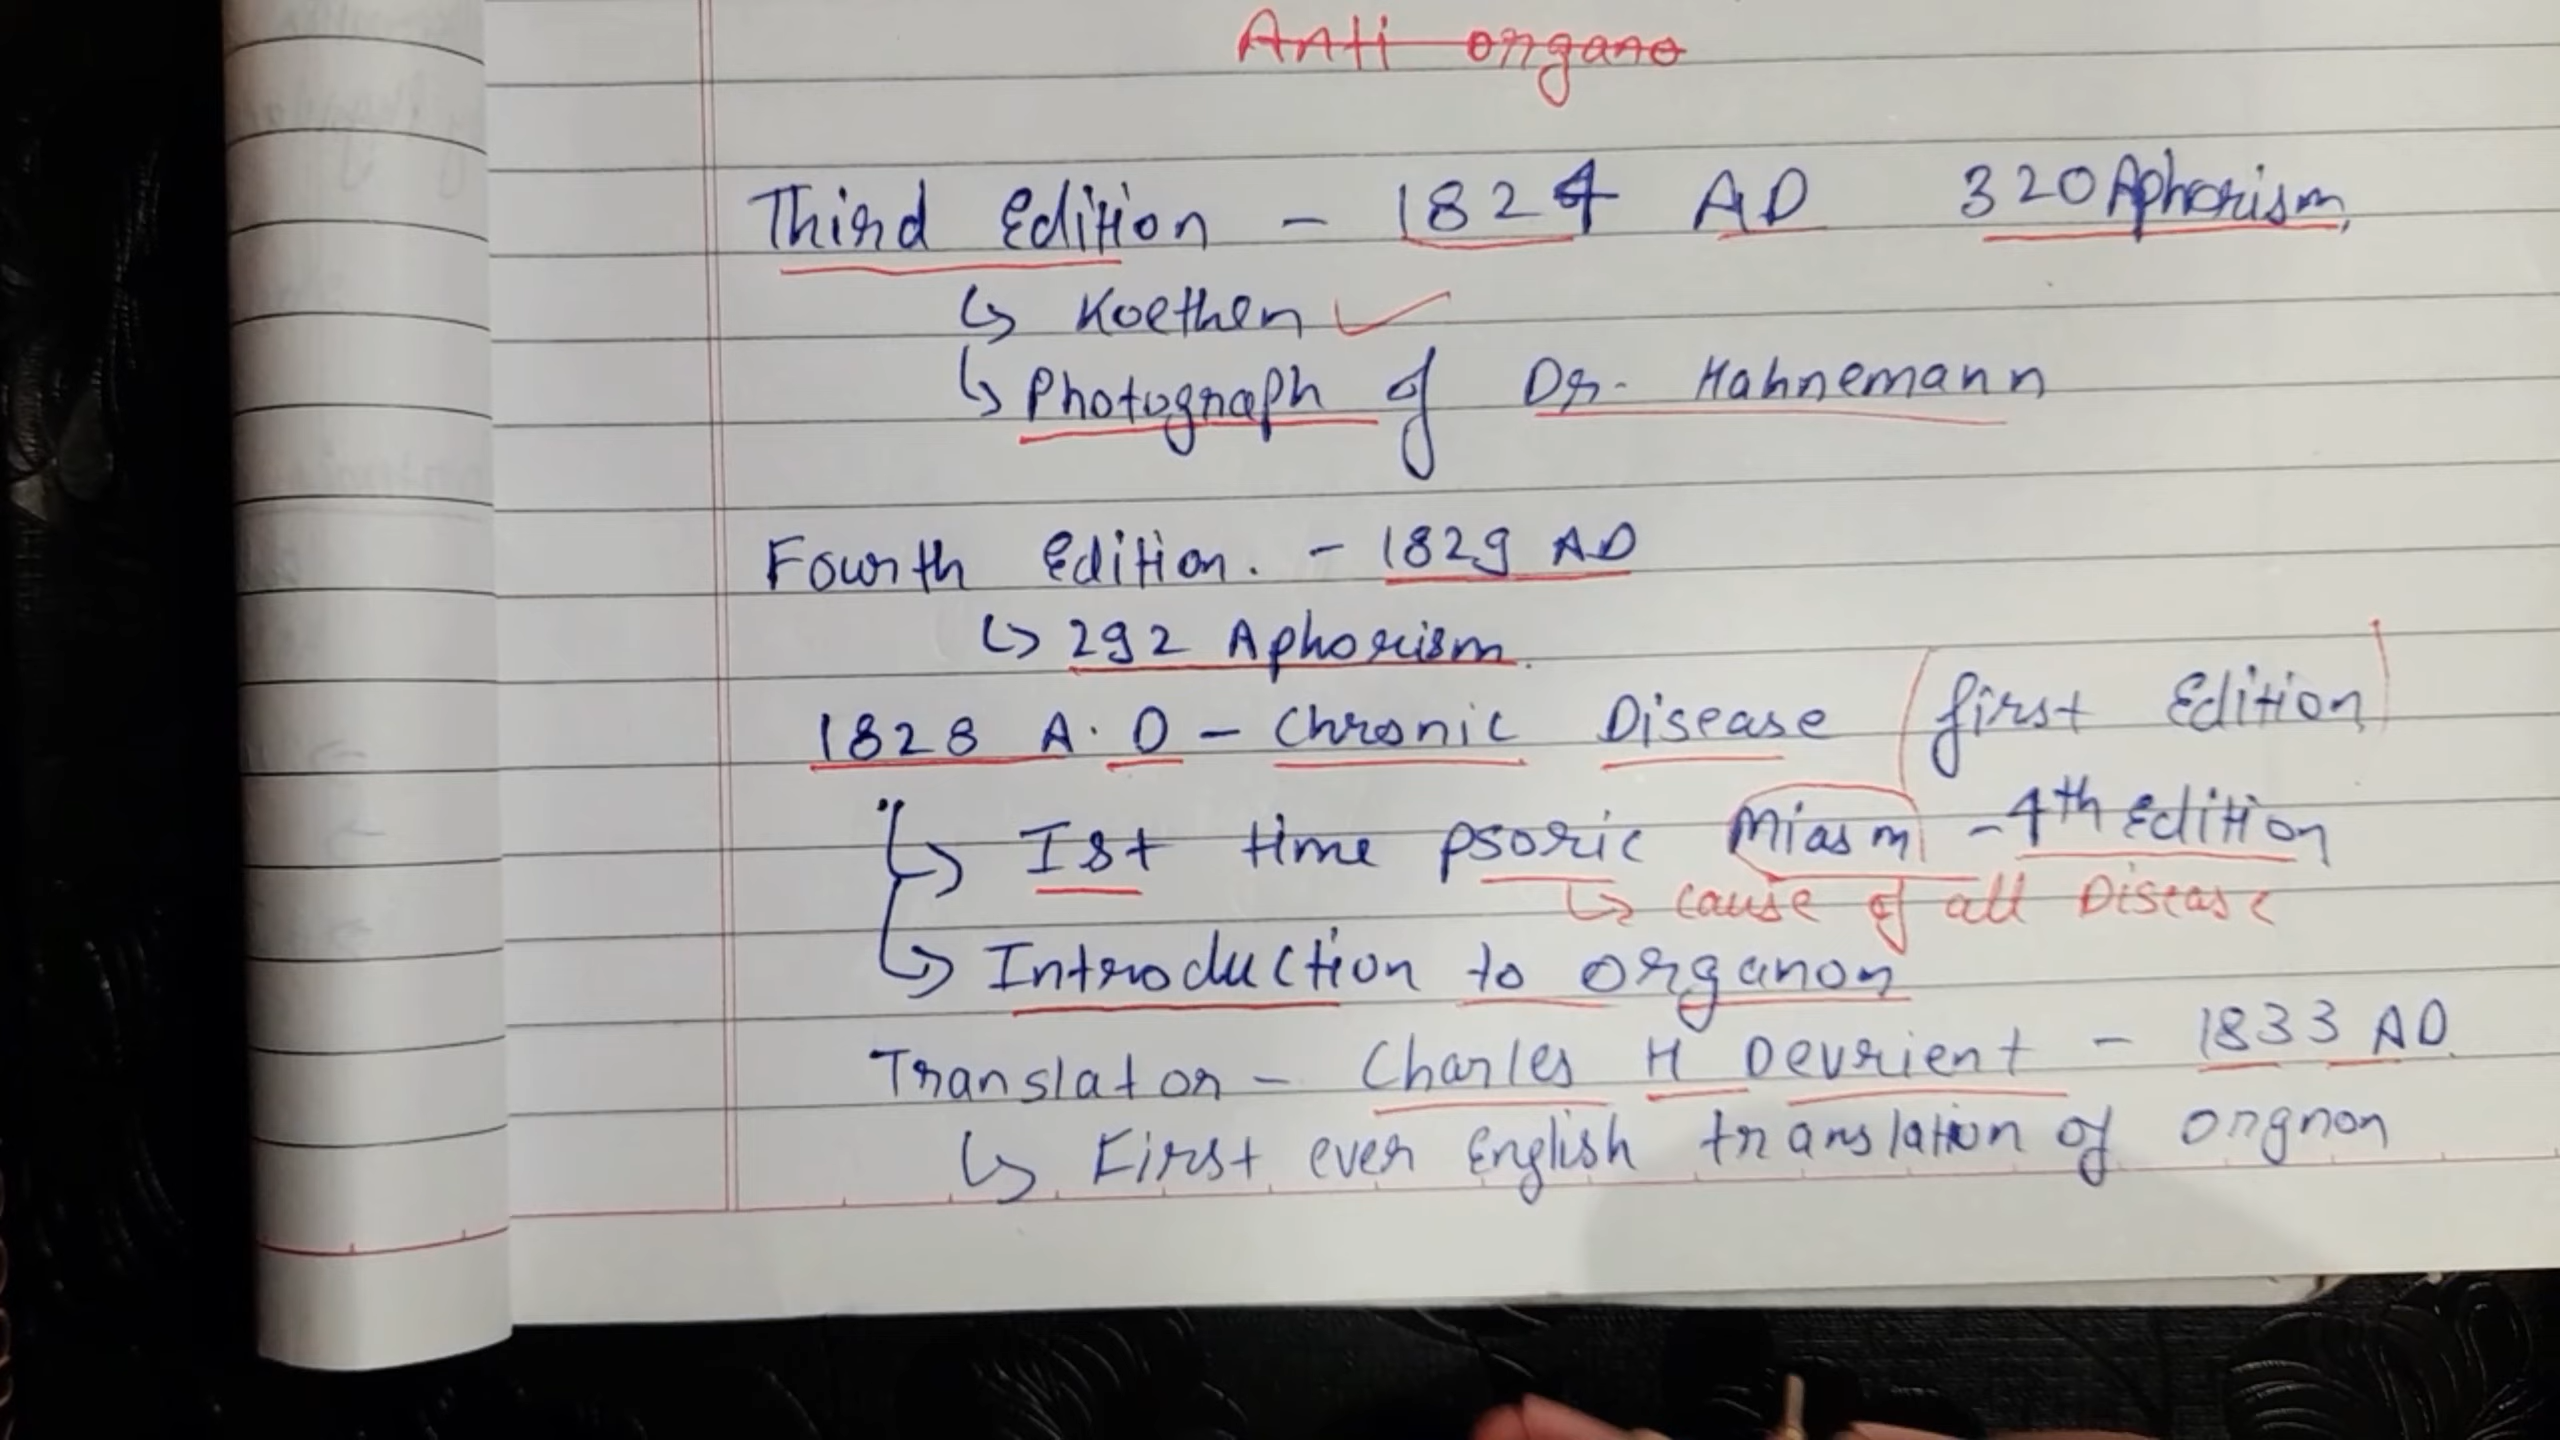 Anti organo
Third Edition - 1824 AD 320 Aphorism,
↳ Koethen ✓
↳ Photograph of Dr. Hahnemann
Fourth Edition. - 1829 AD
↳ 292 Aphorism.
1828 A.D - Chronic Disease first Edition
↳ Ist time psoric Miasm - 4th Edition
↳ cause of all Disease
↳ Introduction to organon
Translator - Charles H Devrient - 1833 AD.
↳ First ever English translation of orgnon